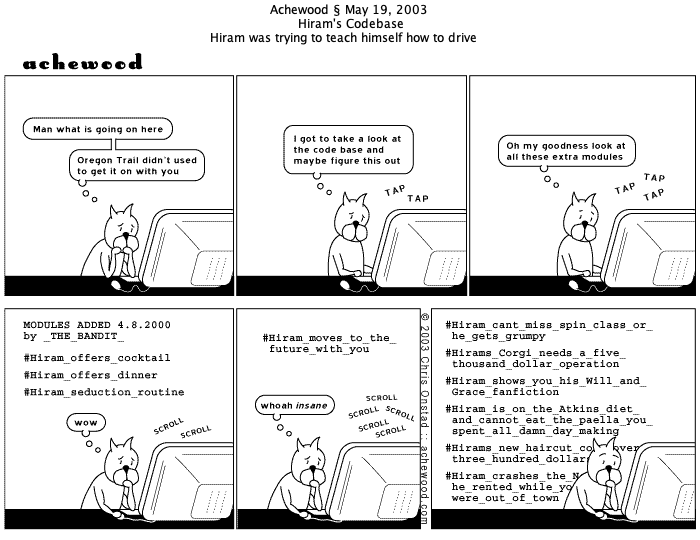 Achewood § May 19, 2003
Hiram's Codebase
Hiram was trying to teach himself how to drive
achewood
Man what is going on here
Oregon Trail didn't used
to get it on with you
I got to take a look at
the code base and
maybe figure this out
TAP
TAP
Oh my goodness look at
all these extra modules
TAP
TAP
TAP
MODULES ADDED 4.8.2000
by _THE_BANDIT_
#Hiram_offers_cocktail
#Hiram_offers_dinner
#Hiram_seduction_routine
wow
SCROLL
SCROLL
#Hiram_moves_to_the_
future_with_you
whoah insane
SCROLL
SCROLL
SCROLL
SCROLL
SCROLL
© 2003 Chris Onstad :: achewood.com
#Hiram_cant_miss_spin_class_or_
he_gets_grumpy
#Hirams_Corgi_needs_a_five_
thousand_dollar_operation
#Hiram_shows_you_his_Will_and_
Grace_fanfiction
#Hiram_is_on_the_Atkins_diet_
and_cannot_eat_the_paella_you_
spent_all_damn_day_making
#Hirams_new_haircut_co over_
three_hundred_dollar
#Hiram_crashes_the_N
he_rented_while_yo
were_out_of_town